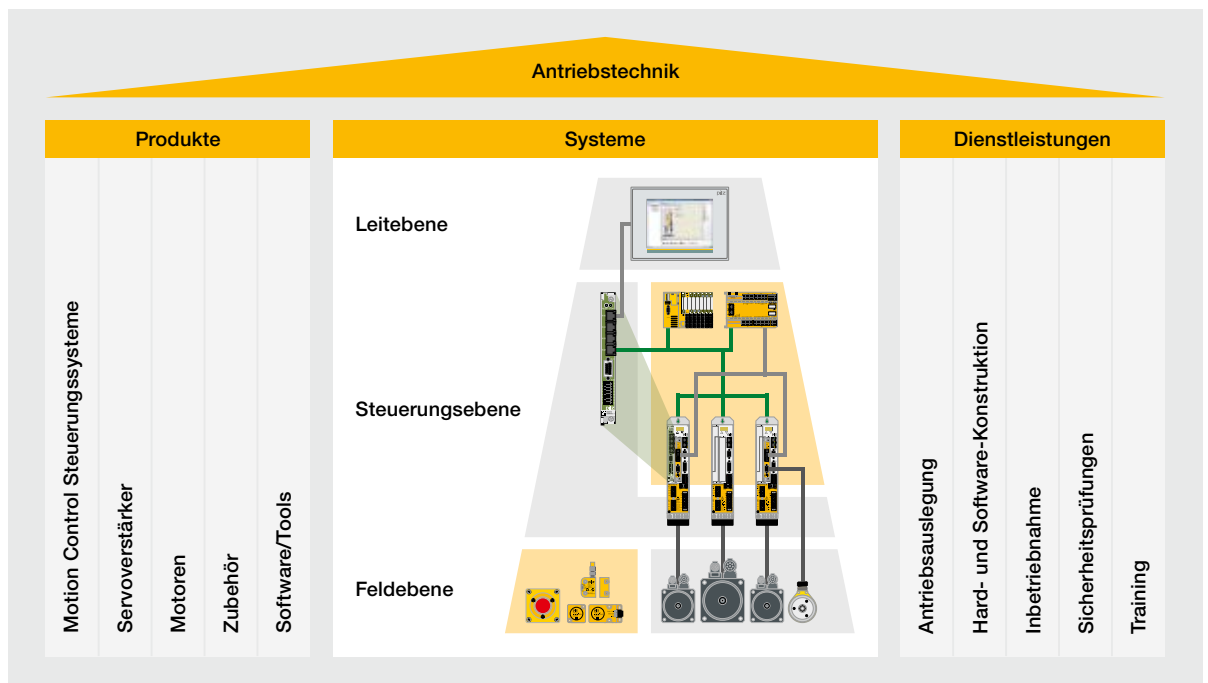 Antriebstechnik
Produkte
Motion Control Steuerungssysteme
Servoverstärker
Motoren
Zubehör
Software/Tools
Systeme
Leitebene
Steuerungsebene
Feldebene
Dienstleistungen
Antriebsauslegung
Hard- und Software-Konstruktion
Inbetriebnahme
Sicherheitsprüfungen
Training